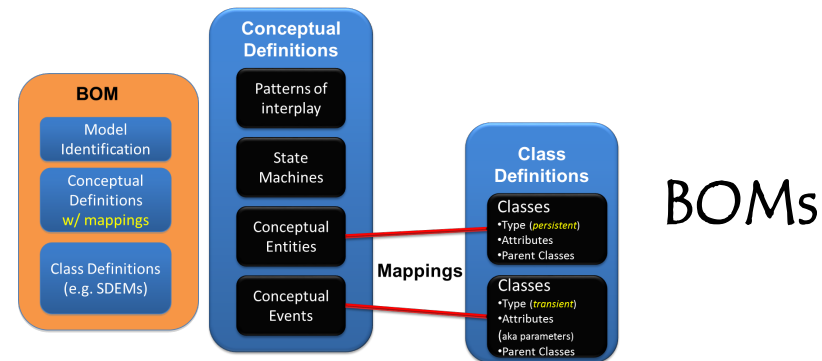 BOM
Model
Identification
Conceptual
Definitions
w/ mappings
Class Definitions
(e.g. SDEMs)
Conceptual
Definitions
Patterns of
interplay
State
Machines
Conceptual
Entities
Conceptual
Events
Mappings
Class
Definitions
Classes
•Type (persistent)
•Attributes
•Parent Classes
Classes
•Type (transient)
•Attributes
(aka parameters)
•Parent Classes
BOMs